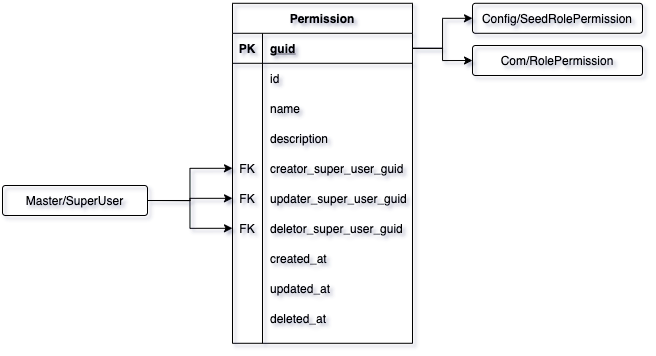 Permission
Config/SeedRolePermission
PK guid
Com/RolePermission
id
name
description
FK creator_super_user_guid
Master/SuperUser
FK updater_super_user_guid
FK deletor_super_user_guid
created_at
updated_at
deleted_at